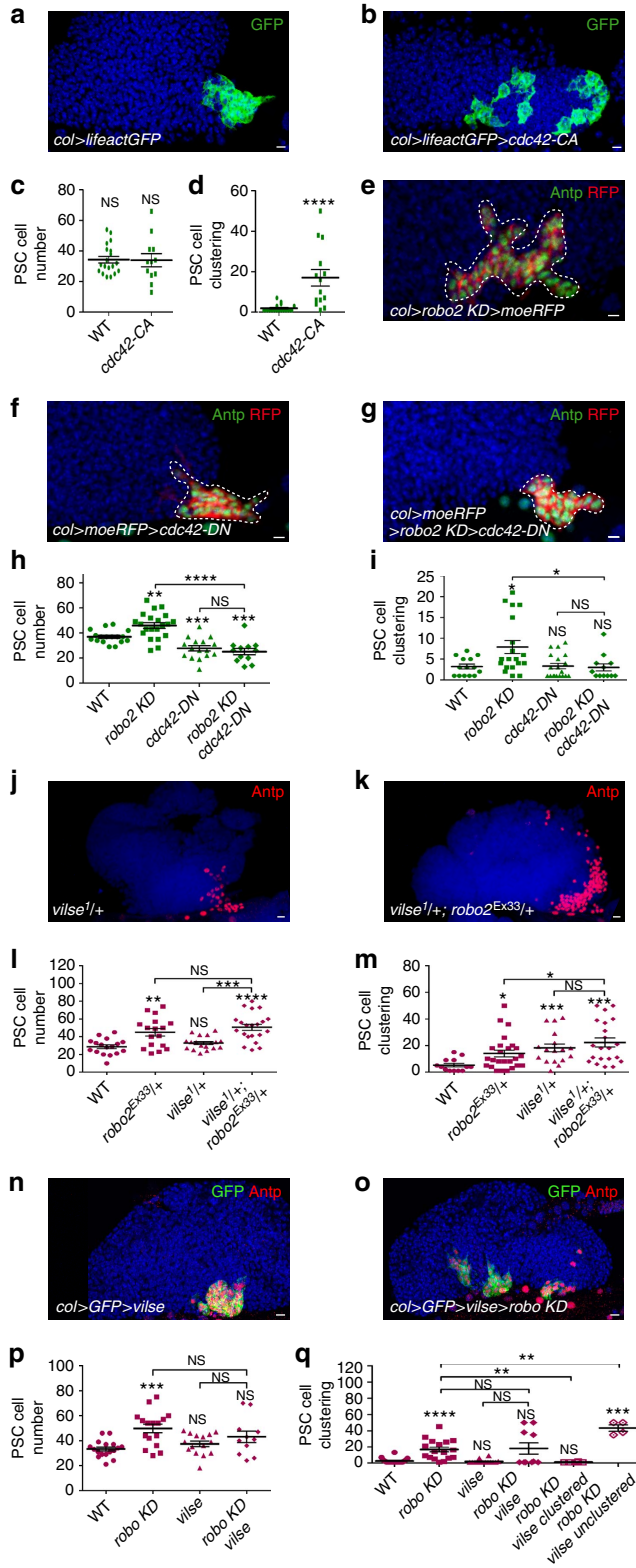 a
GFP
col>lifeactGFP
b
GFP
col>lifeactGFP>cdc42-CA
c
PSC cell
number
80
60
40
20
0
NS
NS
WT
cdc42-CA
d
PSC cell
clustering
60
40
20
0
****
WT
cdc42-CA
e
Antp RFP
col>robo2 KD>moeRFP
f
Antp RFP
col>moeRFP>cdc42-DN
g
Antp RFP
col>moeRFP
>robo2 KD>cdc42-DN
h
PSC cell
number
80
60
40
20
0
****
NS
**
***
***
WT
robo2 KD
cdc42-DN
robo2 KD
cdc42-DN
i
PSC cell
clustering
25
20
15
10
5
0
*
*
NS
NS
NS
WT
robo2 KD
cdc42-DN
robo2 KD
cdc42-DN
j
Antp
vilse¹/+
k
Antp
vilse¹/+; robo2ᴱˣ³³/+
l
PSC cell
number
120
100
80
60
40
20
0
NS
***
**
NS
****
WT
robo2ᴱˣ³³/+
vilse¹/+
vilse¹/+;
robo2ᴱˣ³³/+
m
PSC cell
clustering
80
60
40
20
0
*
NS
*
***
***
WT
robo2ᴱˣ³³/+
vilse¹/+
vilse¹/+;
robo2ᴱˣ³³/+
n
GFP Antp
col>GFP>vilse
o
GFP Antp
col>GFP>vilse>robo KD
p
PSC cell
number
100
80
60
40
20
0
NS
NS
***
NS
NS
WT
robo KD
vilse
robo KD
vilse
q
PSC cell
clustering
120
100
80
60
40
20
0
**
**
NS
NS
****
NS
NS
NS
***
WT
robo KD
vilse
robo KD
vilse
robo KD
vilse clustered
robo KD
vilse unclustered